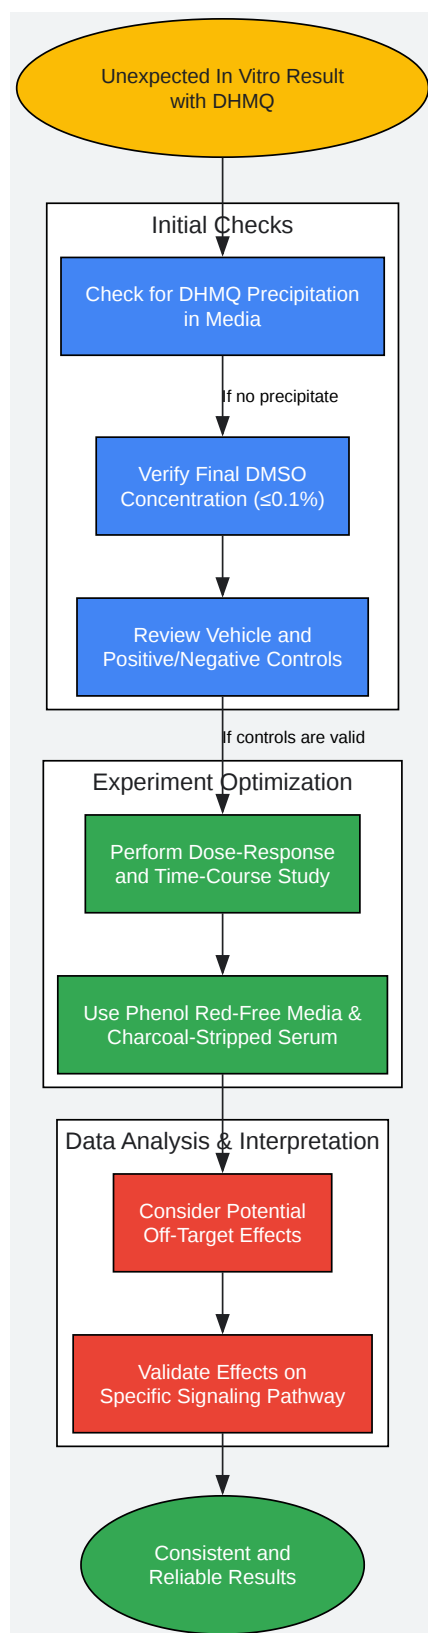 Unexpected In Vitro Result
with DHMQ
Initial Checks
Check for DHMQ Precipitation
in Media
If no precipitate
Verify Final DMSO
Concentration (≤0.1%)
Review Vehicle and
Positive/Negative Controls
If controls are valid
Experiment Optimization
Perform Dose-Response
and Time-Course Study
Use Phenol Red-Free Media &
Charcoal-Stripped Serum
Data Analysis & Interpretation
Consider Potential
Off-Target Effects
Validate Effects on
Specific Signaling Pathway
Consistent and
Reliable Results